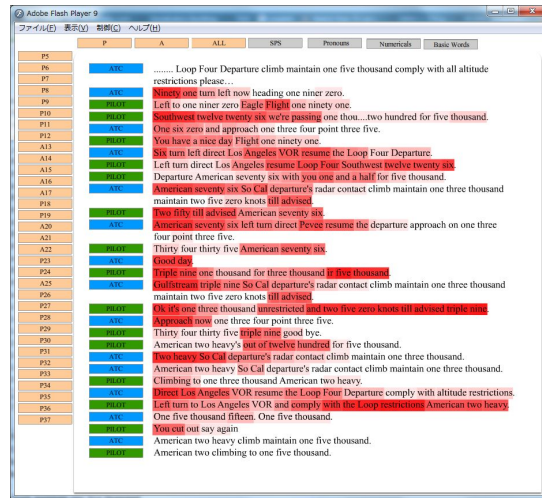 Adobe Flash Player 9
ファイル(F) 表示(V) 制御(C) ヘルプ(H)
P A ALL SPS Pronouns Numericals Basic Words
P5
P6
P7
P8
P9
P10
P11
P12
A13
A14
A15
A16
A17
P18
P19
A20
A21
A22
P23
P24
A25
P26
P27
P28
P29
P30
P31
P32
P33
P34
P35
P36
P37
ATC ........ Loop Four Departure climb maintain one five thousand comply with all altitude
restrictions please…
ATC Ninety one turn left now heading one niner zero.
PILOT Left to one niner zero Eagle Flight one ninety one.
PILOT Southwest twelve twenty six we're passing one thou....two hundred for five thousand.
ATC One six zero and approach one three four point three five.
PILOT You have a nice day Flight one ninety one.
ATC Six turn left direct Los Angeles VOR resume the Loop Four Departure.
PILOT Left turn direct Los Angeles resume Loop Four Southwest twelve twenty six.
PILOT Departure American seventy six with you one and a half for five thousand.
ATC American seventy six So Cal departure's radar contact climb maintain one three thousand
maintain two five zero knots till advised.
PILOT Two fifty till advised American seventy six.
ATC American seventy six left turn direct Pevee resume the departure approach on one three
four point three five.
PILOT Thirty four thirty five American seventy six.
ATC Good day.
PILOT Triple nine one thousand for three thousand ir five thousand.
ATC Gulfstream triple nine So Cal departure's radar contact climb maintain one three thousand
maintain two five zero knots till advised.
PILOT Ok it's one three thousand unrestricted and two five zero knots till advised triple nine.
ATC Approach now one three four point three five.
PILOT Thirty four thirty five triple nine good bye.
PILOT American two heavy's out of twelve hundred for five thousand.
ATC Two heavy So Cal departure's radar contact climb maintain one three thousand.
ATC American two heavy So Cal departure's radar contact climb maintain one three thousand.
PILOT Climbing to one three thousand American two heavy.
ATC Direct Los Angeles VOR resume the Loop Four Departure comply with altitude restrictions.
PILOT Left turn to Los Angeles VOR and comply with the Loop restrictions American two heavy.
ATC One five thousand fifteen. One five thousand.
PILOT You cut out say again
ATC American two heavy climb maintain one five thousand.
PILOT American two climbing to one five thousand.